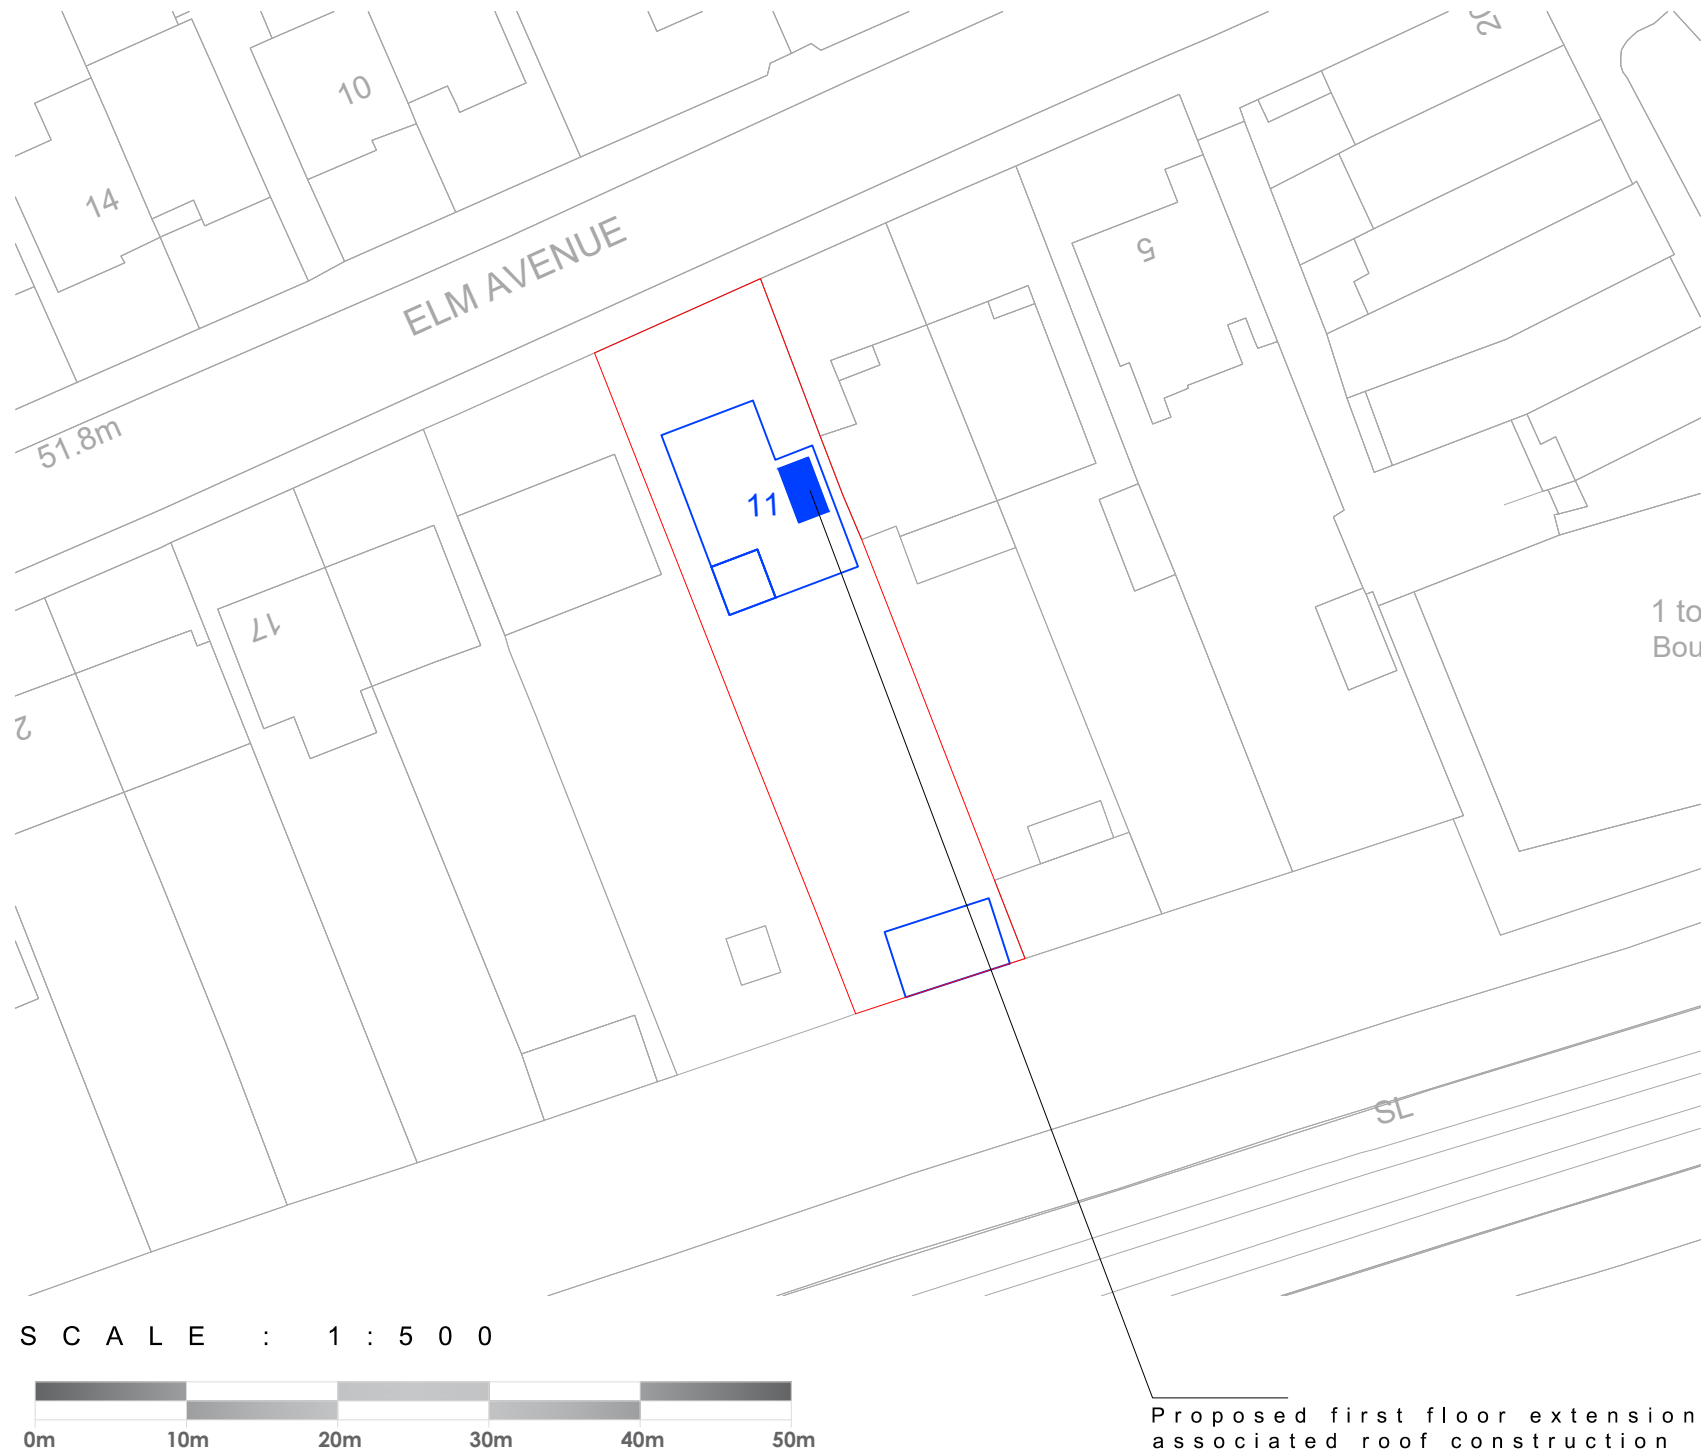 10
14
ELM AVENUE
51.8m
5
11
17
2
1 to
Bou
SL
SCALE : 1:500
0m 10m 20m 30m 40m 50m
Proposed first floor extension
associated roof construction